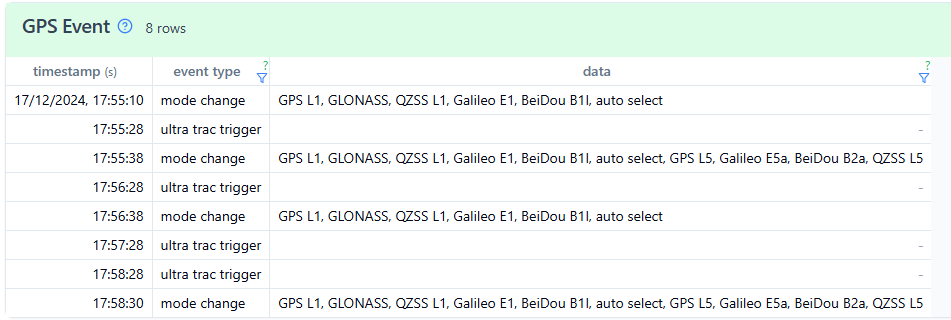 GPS Event ? 8 rows
timestamp (s) event type ? data ?
17/12/2024, 17:55:10 mode change GPS L1, GLONASS, QZSS L1, Galileo E1, BeiDou B1I, auto select
17:55:28 ultra trac trigger -
17:55:38 mode change GPS L1, GLONASS, QZSS L1, Galileo E1, BeiDou B1I, auto select, GPS L5, Galileo E5a, BeiDou B2a, QZSS L5
17:56:28 ultra trac trigger -
17:56:38 mode change GPS L1, GLONASS, QZSS L1, Galileo E1, BeiDou B1I, auto select
17:57:28 ultra trac trigger -
17:58:28 ultra trac trigger -
17:58:30 mode change GPS L1, GLONASS, QZSS L1, Galileo E1, BeiDou B1I, auto select, GPS L5, Galileo E5a, BeiDou B2a, QZSS L5